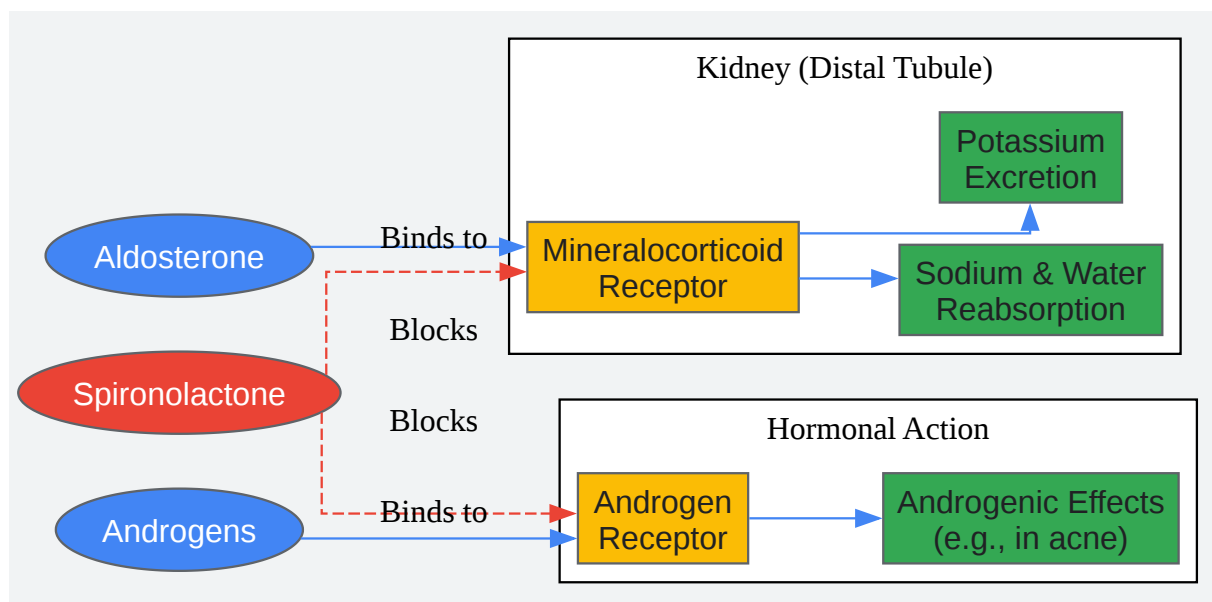 Kidney (Distal Tubule)
Potassium
Excretion
Aldosterone
Binds to
Mineralocorticoid
Receptor
Sodium & Water
Reabsorption
Blocks
Spironolactone
Blocks
Hormonal Action
Androgens
Binds to
Androgen
Receptor
Androgenic Effects
(e.g., in acne)